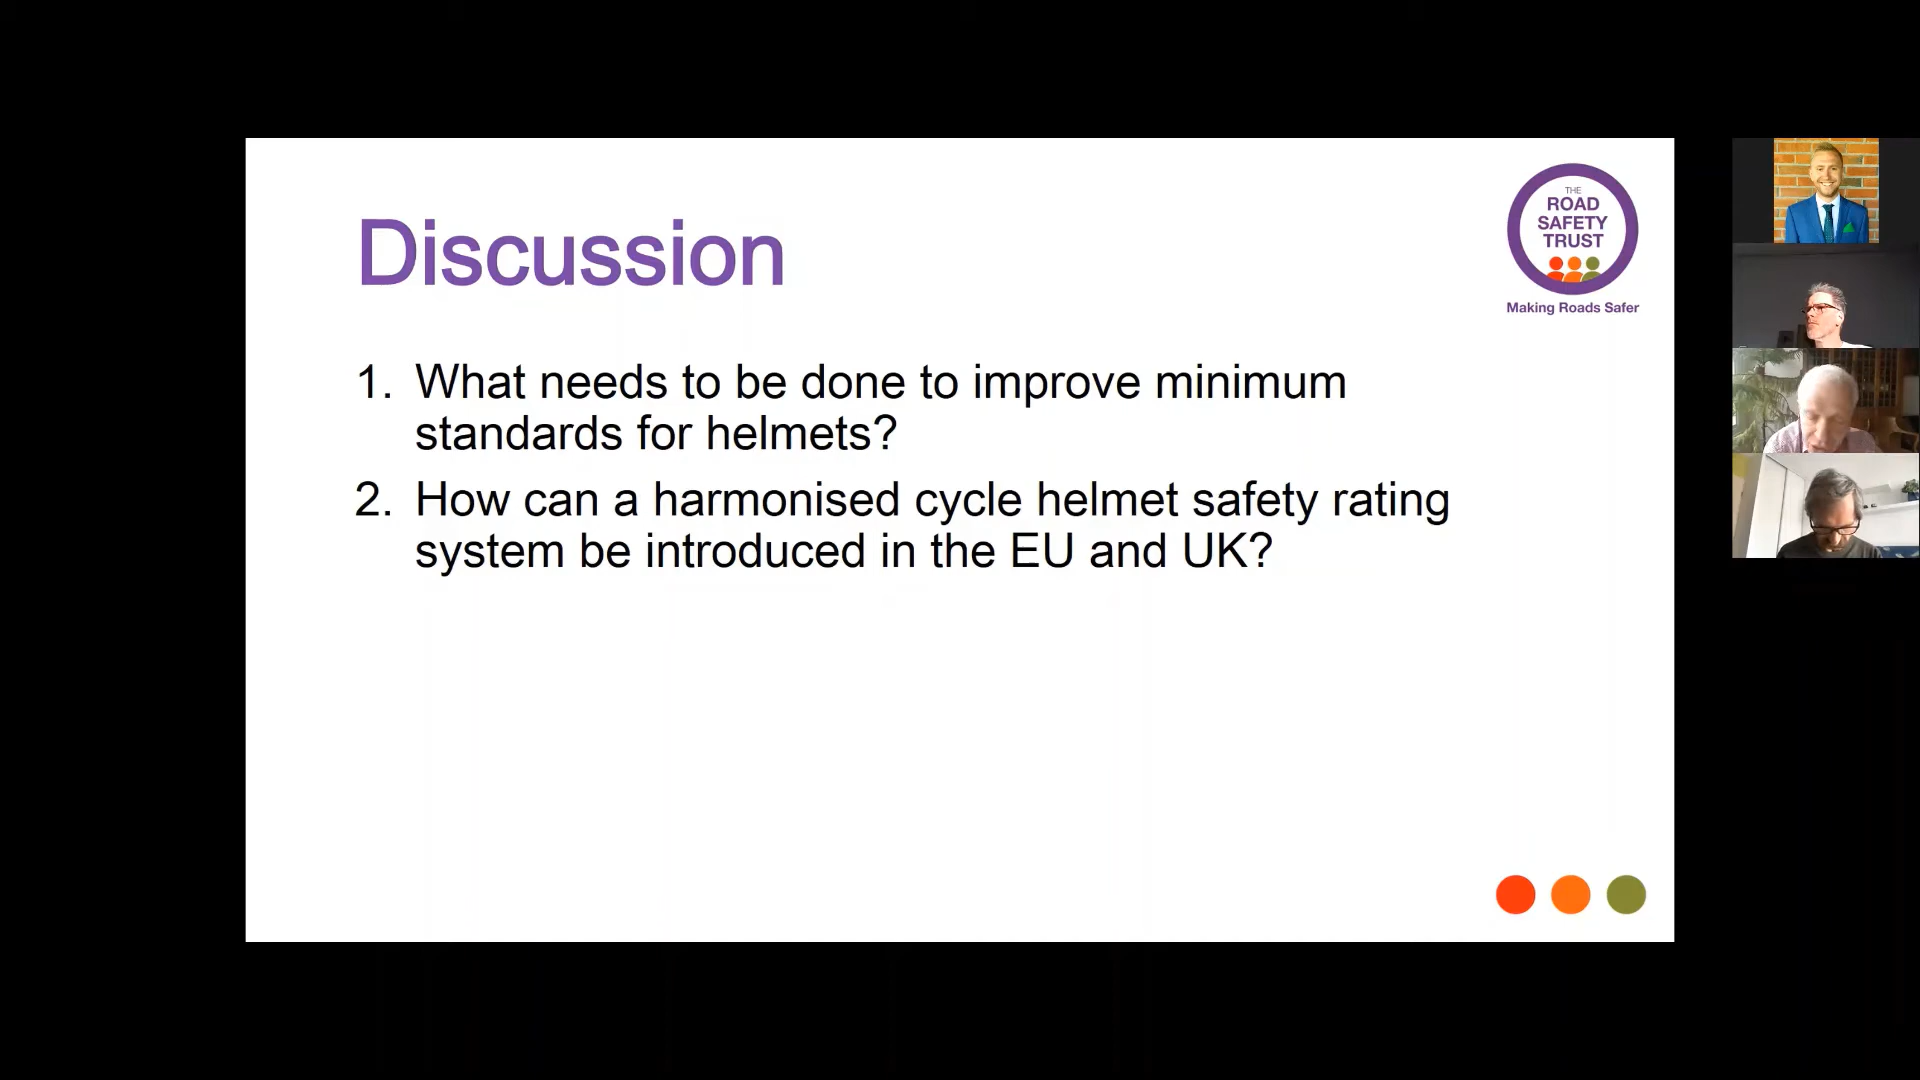 Discussion
THE
ROAD
SAFETY
TRUST
Making Roads Safer
1. What needs to be done to improve minimum
standards for helmets?
2. How can a harmonised cycle helmet safety rating
system be introduced in the EU and UK?